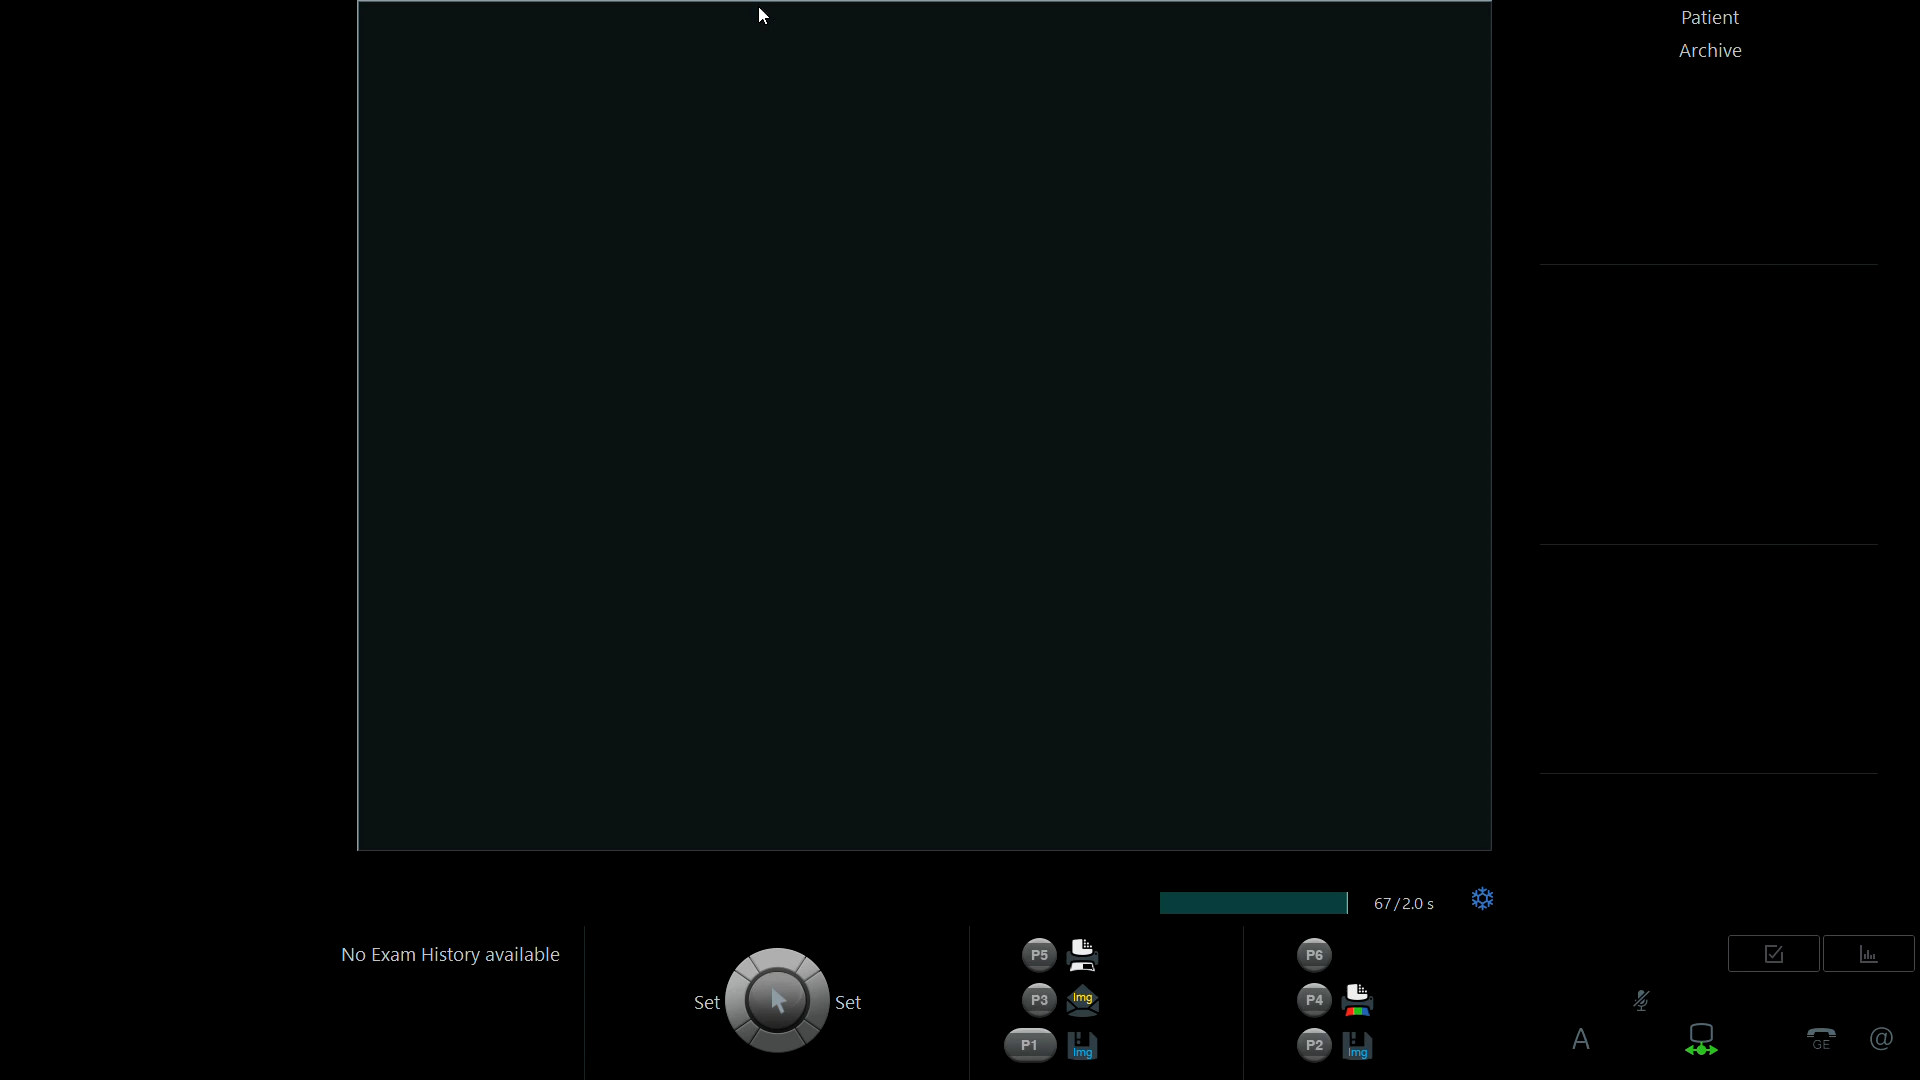 Patient
Archive
67/2.0 s
No Exam History available
Set
Set
P5
P3
Img
P1
Img
P6
P4
P2
Img
A
GE
@